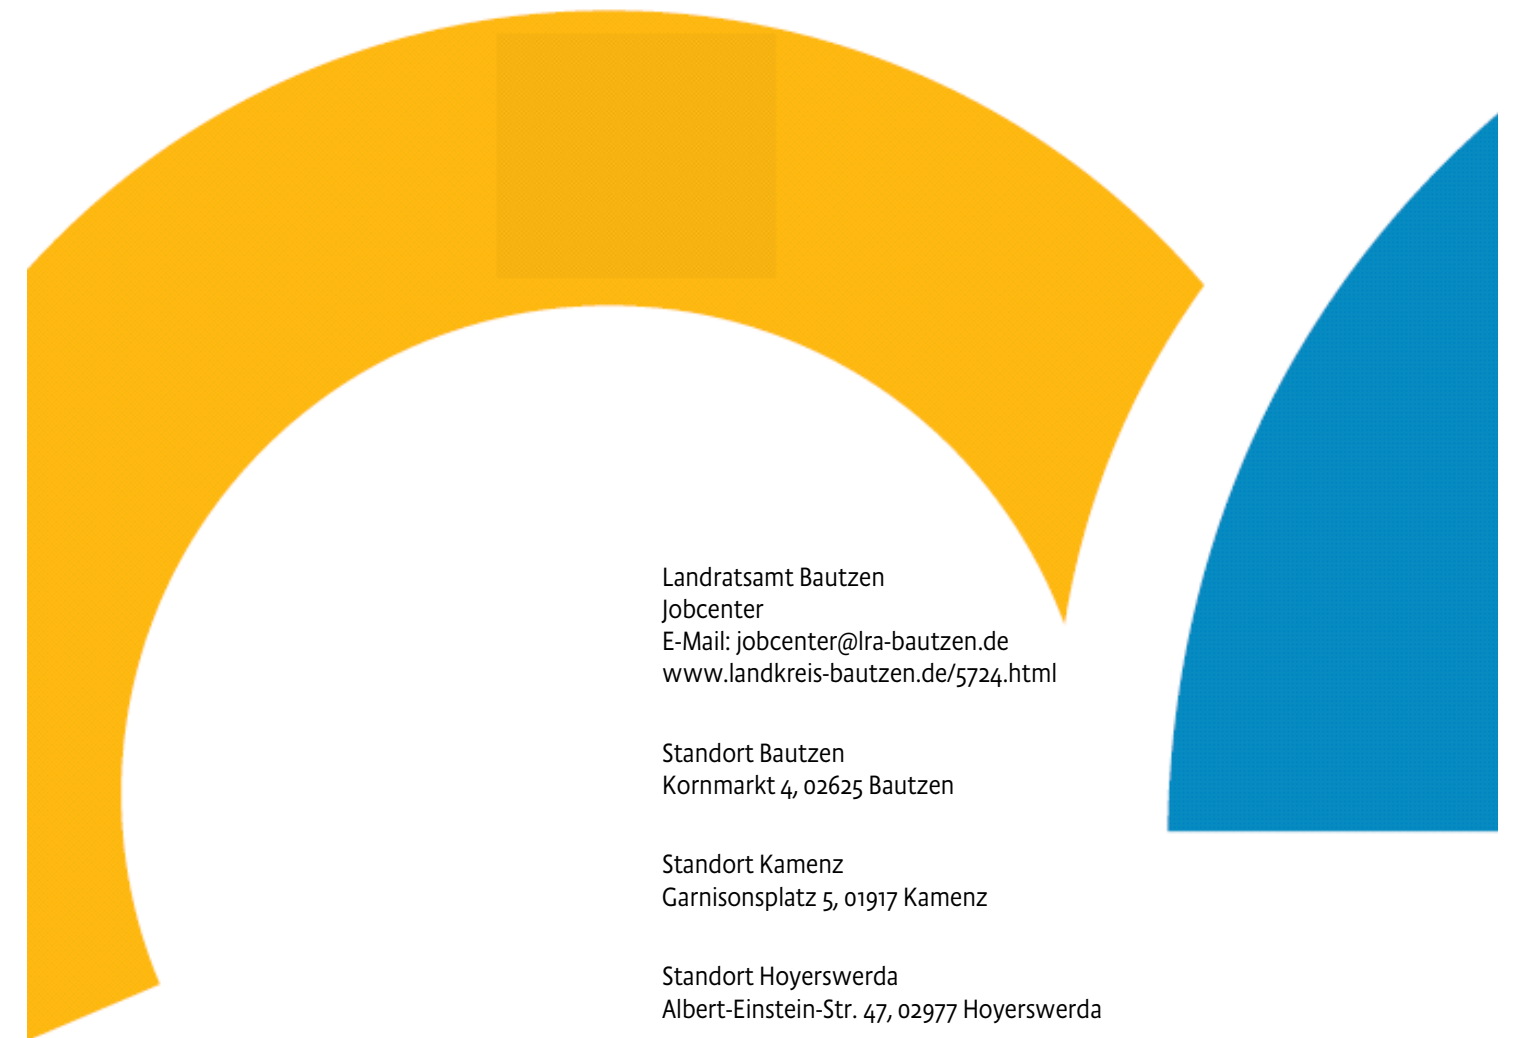 Landratsamt Bautzen
Jobcenter
E-Mail: jobcenter@lra-bautzen.de
www.landkreis-bautzen.de/5724.html
Standort Bautzen
Kornmarkt 4, 02625 Bautzen
Standort Kamenz
Garnisonsplatz 5, 01917 Kamenz
Standort Hoyerswerda
Albert-Einstein-Str. 47, 02977 Hoyerswerda